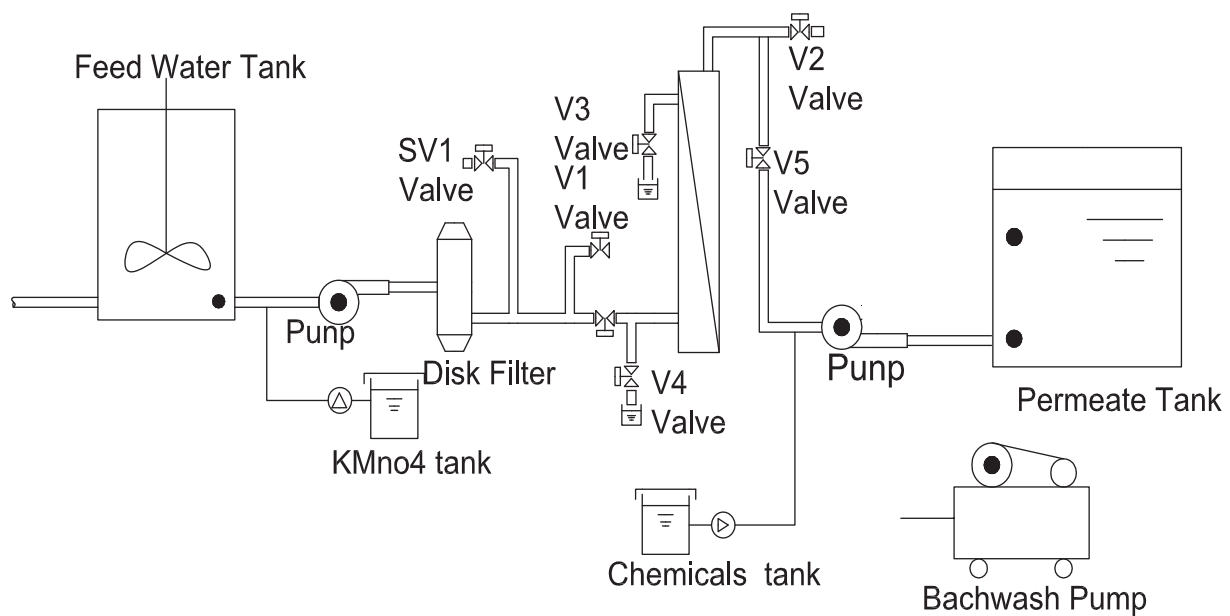 Feed Water Tank
V2
Valve
V3
Valve
SV1
Valve
V1
Valve
V5
Valve
Punp
Disk Filter
V4
Valve
Punp
Permeate Tank
KMno4 tank
Chemicals tank
Bachwash Pump